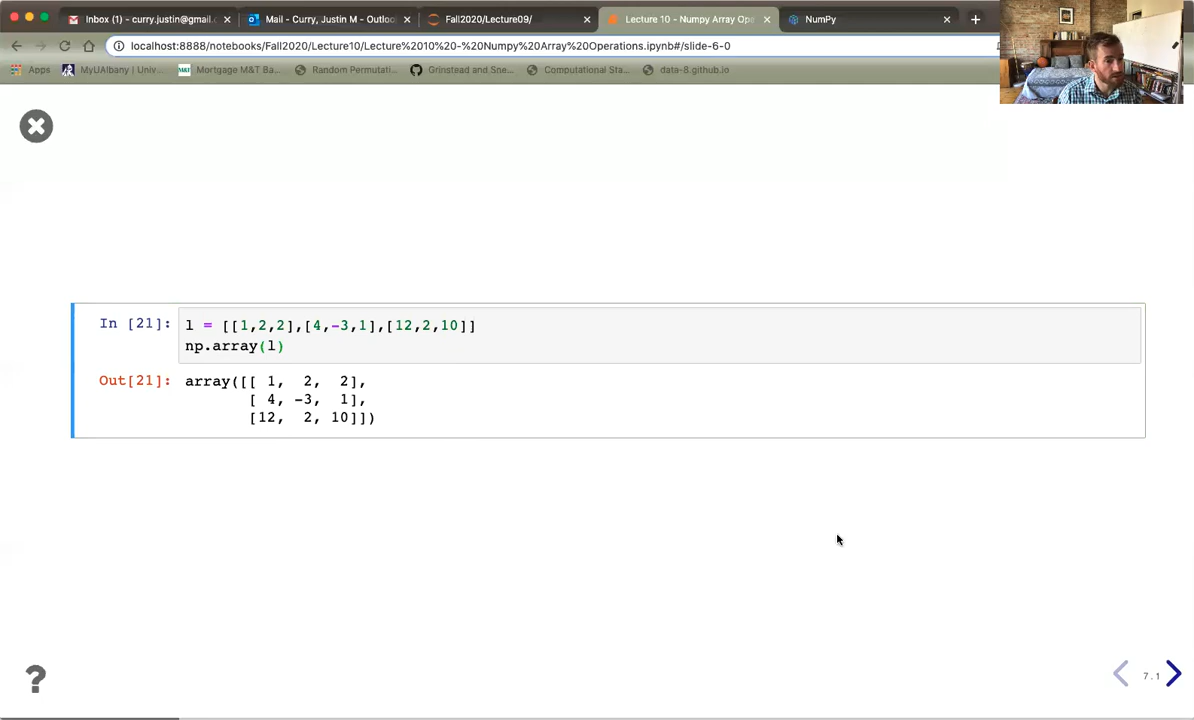 Inbox (1) - curry.justin@gmail.
Mail - Curry, Justin M - Outloo
Fall2020/Lecture09/
Lecture 10 - Numpy Array Ope
NumPy
localhost:8888/notebooks/Fall2020/Lecture10/Lecture%2010%20-%20Numpy%20Array%20Operations.ipynb#/slide-6-0
Apps
MyUAlbany | Univ...
Mortgage M&T Ba...
Random Permutati...
Grinstead and Sne...
Computational Sta...
data-8.github.io
In [21]: l = [[1,2,2],[4,-3,1],[12,2,10]]
np.array(l)
Out[21]: array([[ 1,  2,  2],
[ 4, -3,  1],
[12,  2, 10]])
?
7.1